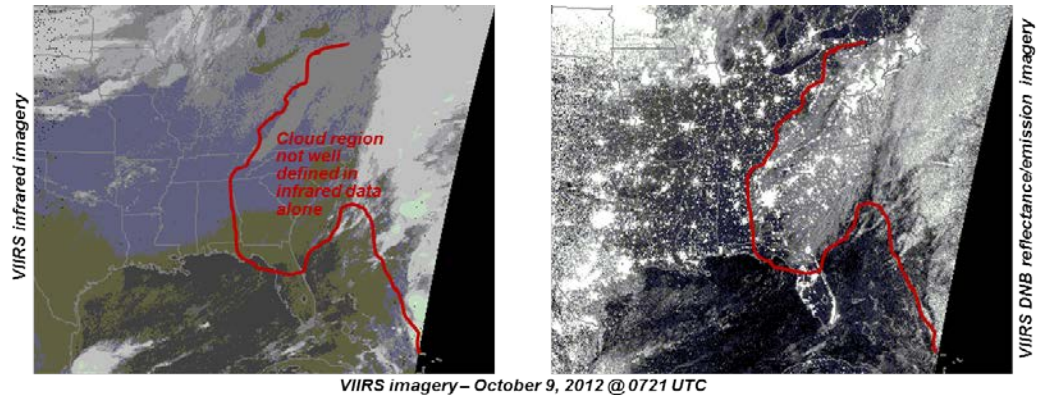 VIIRS infrared imagery
Cloud region
not well
defined in
infrared data
alone
VIIRS DNB reflectance/emission imagery
VIIRS imagery – October 9, 2012 @ 0721 UTC